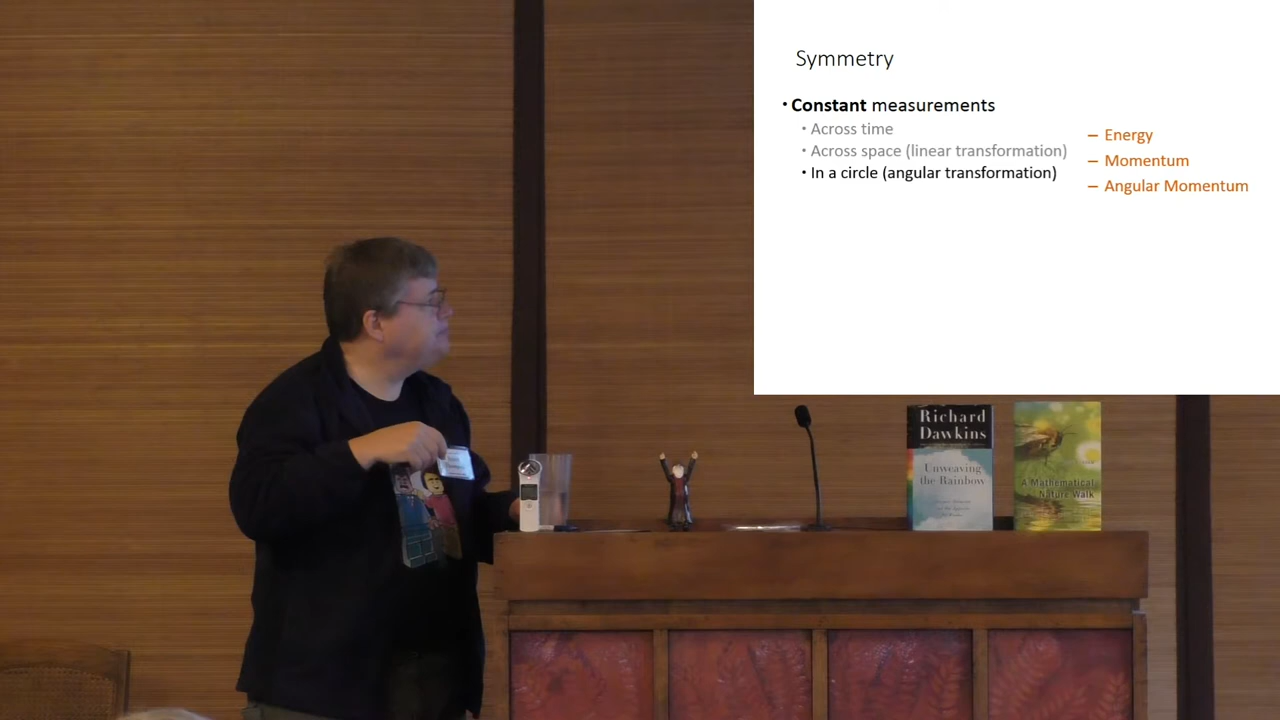 Symmetry
• Constant measurements
• Across time
• Across space (linear transformation)
• In a circle (angular transformation)
– Energy
– Momentum
– Angular Momentum
Richard
Dawkins
Unweaving
the Rainbow
A Mathematical
Nature Walk